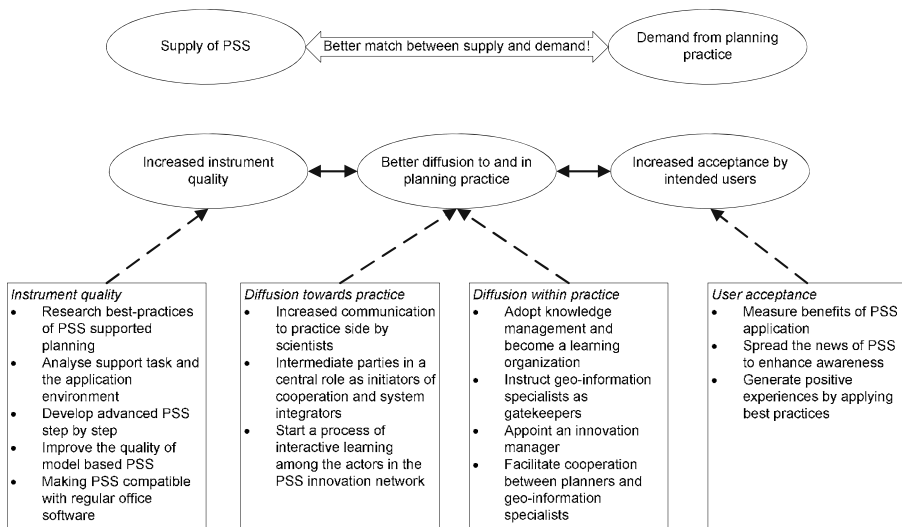 Supply of PSS
Better match between supply and demand!
Demand from planning
practice
Increased instrument
quality
Better diffusion to and in
planning practice
Increased acceptance by
intended users
Instrument quality
• Research best-practices
of PSS supported
planning
• Analyse support task and
the application
environment
• Develop advanced PSS
step by step
• Improve the quality of
model based PSS
• Making PSS compatible
with regular office
software
Diffusion towards practice
• Increased communication
to practice side by
scientists
• Intermediate parties in a
central role as initiators of
cooperation and system
integrators
• Start a process of
interactive learning
among the actors in the
PSS innovation network
Diffusion within practice
• Adopt knowledge
management and
become a learning
organization
• Instruct geo-information
specialists as
gatekeepers
• Appoint an innovation
manager
• Facilitate cooperation
between planners and
geo-information
specialists
User acceptance
• Measure benefits of PSS
application
• Spread the news of PSS
to enhance awareness
• Generate positive
experiences by applying
best practices